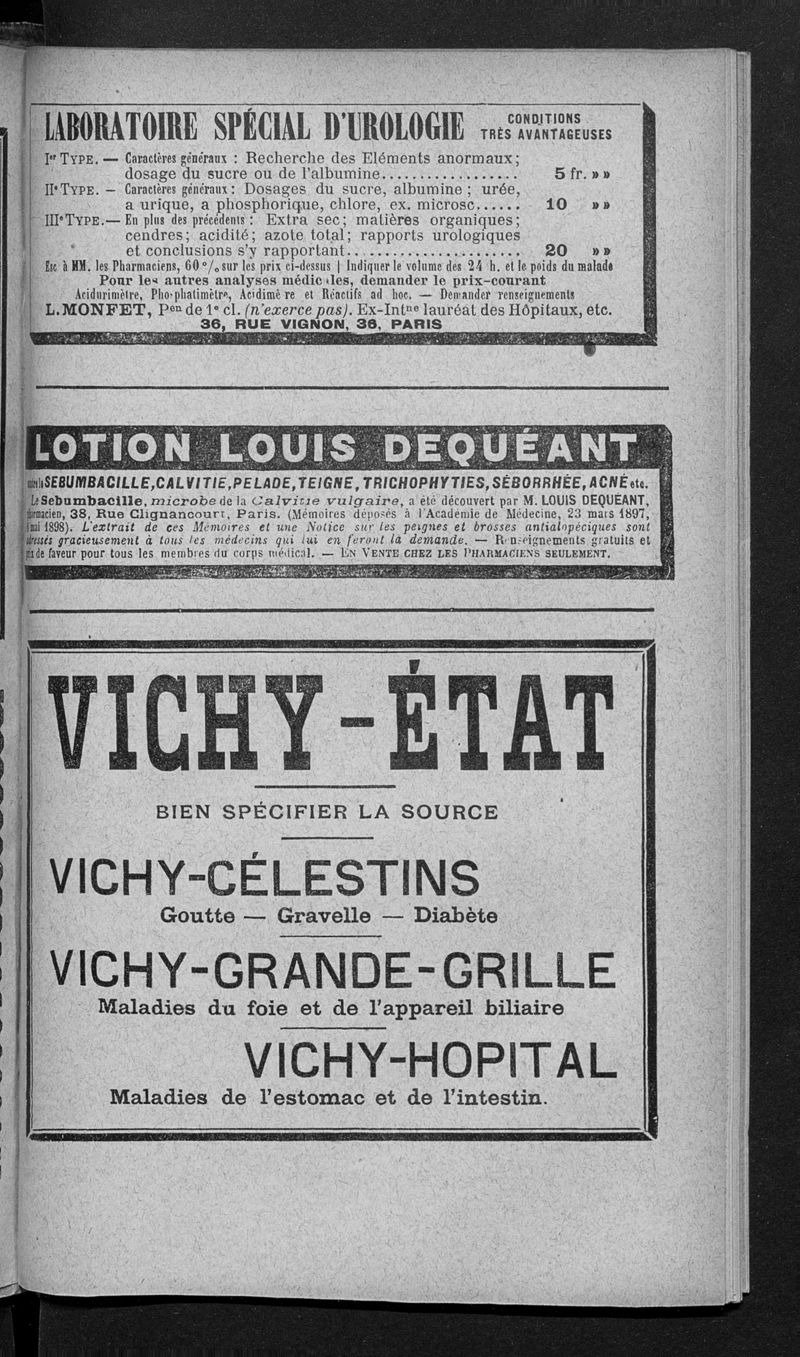 LABORATOIRE SPÉCIAL D'UROLOGIE CONDITIONS TRÈS AVANTAGEUSES
Ier TYPE. — Caractères généraux : Recherche des Eléments anormaux;
dosage du sucre ou de l'albumine.................. 5 fr. »»
IIe TYPE. — Caractères généraux: Dosages du sucre, albumine; urée,
a urique, a phosphorique, chlore, ex. microsc...... 10 »»
IIIe TYPE.— En plus des précédents : Extra sec; matières organiques;
cendres; acidité; azote total; rapports urologiques
et conclusions s'y rapportant...................... 20 »»
Esc à MM. les Pharmaciens, 60 °/o sur les prix ci-dessus | Indiquer le volume des 24 h. et le poids du malade
Pour les autres analyses médicales, demander le prix-courant
Acidurimètre, Phosphatimètre, Acidimètre et Réactifs ad hoc. — Demander renseignements
L. MONFET, Pen de 1e cl. (n'exerce pas). Ex-Intne lauréat des Hôpitaux, etc.
36, RUE VIGNON, 36, PARIS
LOTION LOUIS DEQUÉANT
SEBUMBACILLE, CALVITIE, PELADE, TEIGNE, TRICHOPHYTIES, SÉBORRHÉE, ACNÉ etc.
Le Sebumbacille, microbe de la Calvitie vulgaire, a été découvert par M. LOUIS DEQUÉANT,
38, Rue Clignancourt, Paris. (Mémoires déposés à l'Académie de Médecine, 23 mars 1897,
mai 1898). L'extrait de ces Mémoires et une Notice sur les peignes et brosses antialopéciques sont
gracieusement à tous les médecins qui lui en feront la demande. — Renseignements gratuits et
de faveur pour tous les membres du corps médical. — EN VENTE CHEZ LES PHARMACIENS SEULEMENT.
VICHY-ÉTAT
BIEN SPÉCIFIER LA SOURCE
VICHY-CÉLESTINS
Goutte — Gravelle — Diabète
VICHY-GRANDE-GRILLE
Maladies du foie et de l'appareil biliaire
VICHY-HOPITAL
Maladies de l'estomac et de l'intestin.